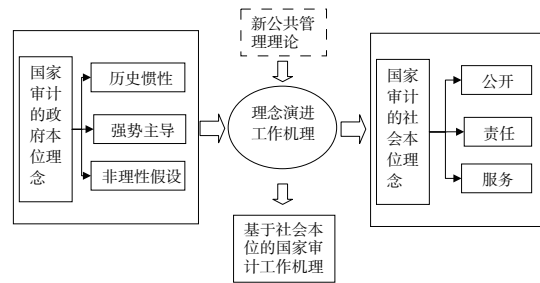 新公共管
理理论
国家
审计
的政
府本
位理
念
历史惯性
强势主导
非理性假设
理念演进
工作机理
国家
审计
的社
会本
位理
念
公开
责任
服务
基于社会本
位的国家审
计工作机理